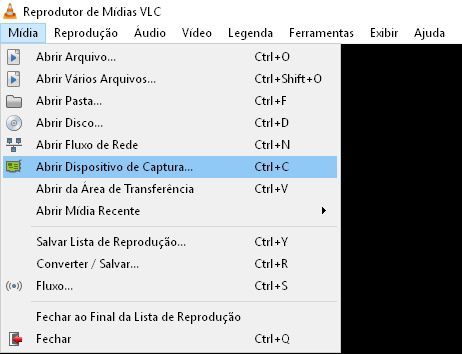 Reprodutor de Mídias VLC
Mídia Reprodução Áudio Vídeo Legenda Ferramentas Exibir Ajuda
Abrir Arquivo... Ctrl+O
Abrir Vários Arquivos... Ctrl+Shift+O
Abrir Pasta... Ctrl+F
Abrir Disco... Ctrl+D
Abrir Fluxo de Rede Ctrl+N
Abrir Dispositivo de Captura... Ctrl+C
Abrir da Área de Transferência Ctrl+V
Abrir Mídia Recente
Salvar Lista de Reprodução... Ctrl+Y
Converter / Salvar... Ctrl+R
Fluxo... Ctrl+S
Fechar ao Final da Lista de Reprodução
Fechar Ctrl+Q